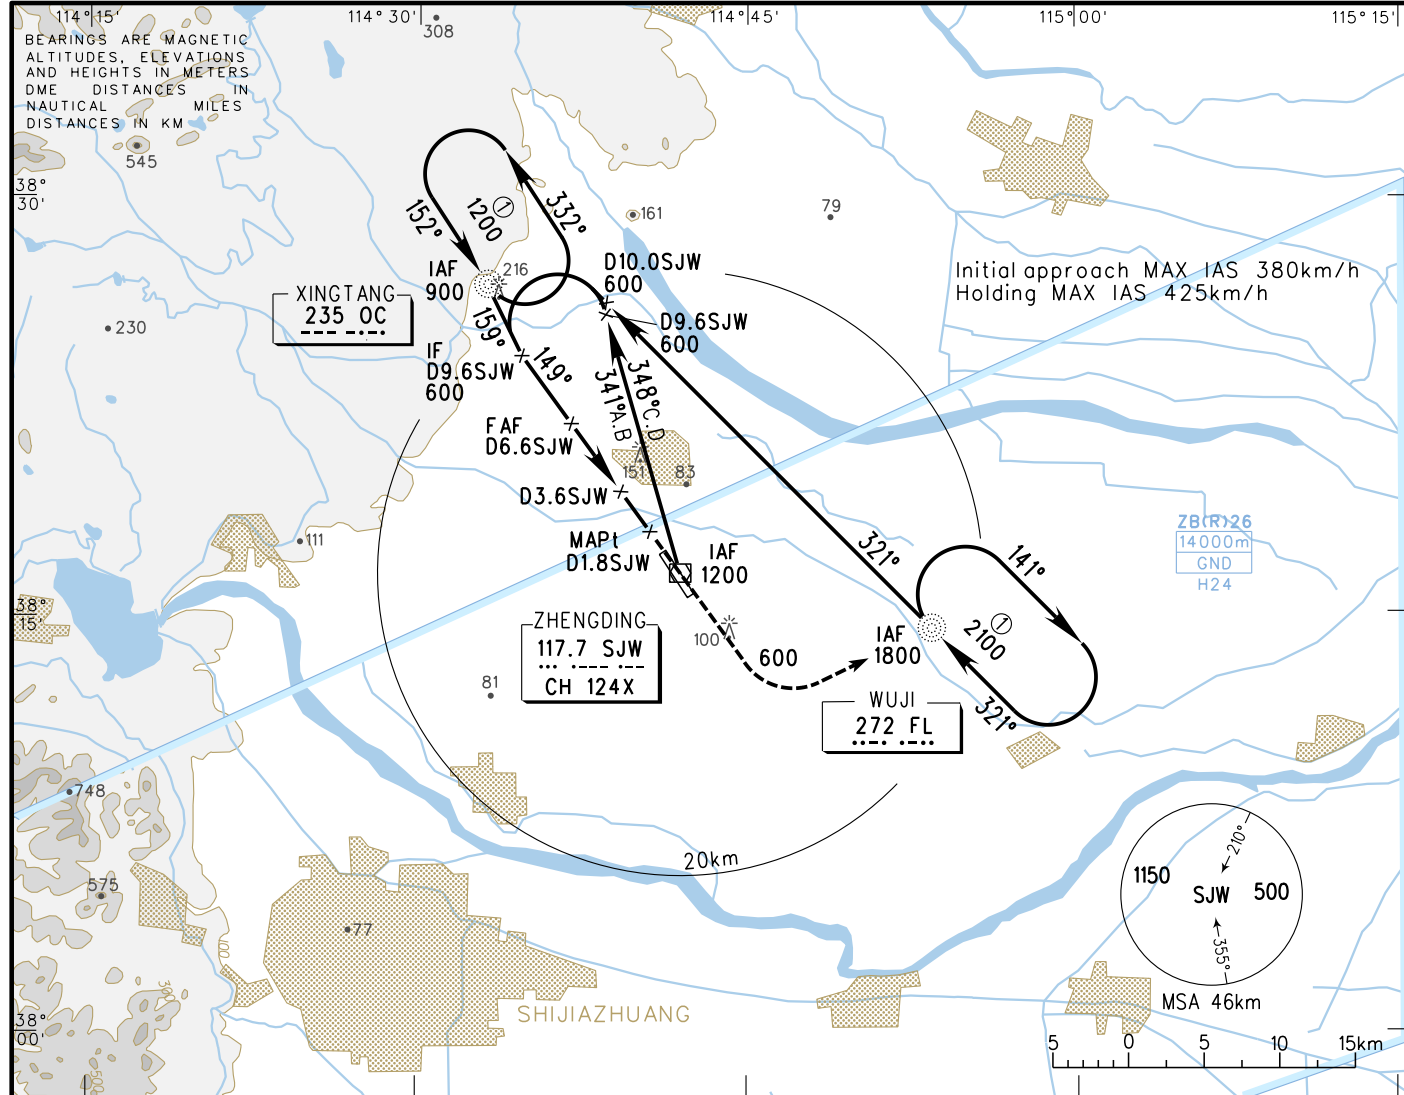 114°15'
114°30'
114°45'
115°00'
115°15'
BEARINGS ARE MAGNETIC
ALTITUDES, ELEVATIONS
AND HEIGHTS IN METERS
DME DISTANCES IN
NAUTICAL MILES
DISTANCES IN KM
308
545
38°
30'
152°
1200
①
332°
161
79
IAF
900
216
D10.0SJW
600
Initial approach MAX IAS 380km/h
Holding MAX IAS 425km/h
XINGTANG
235 OC
230
159°
D9.6SJW
600
IF
D9.6SJW
600
149°
341°A.B
348°C.D
FAF
D6.6SJW
151
83
D3.6SJW
111
MAPt
D1.8SJW
IAF
1200
321°
141°
ZB(R)26
14000m
GND
H24
38°
15'
ZHENGDING
117.7 SJW
CH 124X
100
600
IAF
1800
2100
①
321°
81
WUJI
272 FL
748
20km
575
77
1150
SJW
500
210°
355°
MSA 46km
100
300
500
SHIJIAZHUANG
38°
00'
5 0 5 10 15km